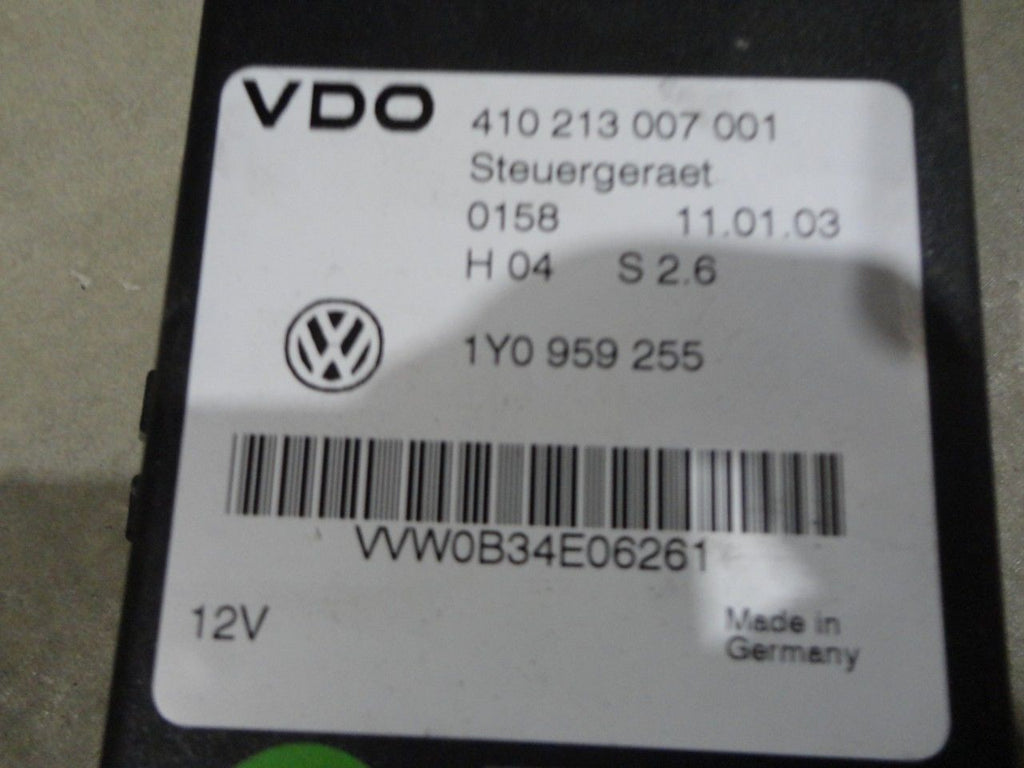 VDO
410 213 007 001
Steuergeraet
0158 11.01.03
H 04 S 2.6
1Y0 959 255
VVW0B34E06261
12V
Made in
Germany